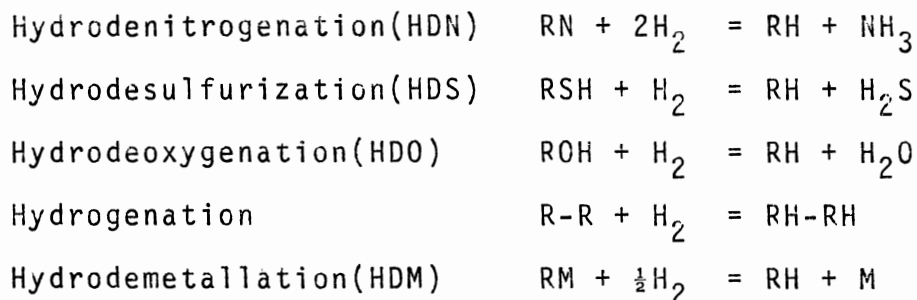 Hydrodenitrogenation(HDN) RN + 2H₂ = RH + NH₃
Hydrodesulfurization(HDS) RSH + H₂ = RH + H₂S
Hydrodeoxygenation(HDO) ROH + H₂ = RH + H₂O
Hydrogenation R-R + H₂ = RH-RH
Hydrodemetallation(HDM) RM + ½H₂ = RH + M